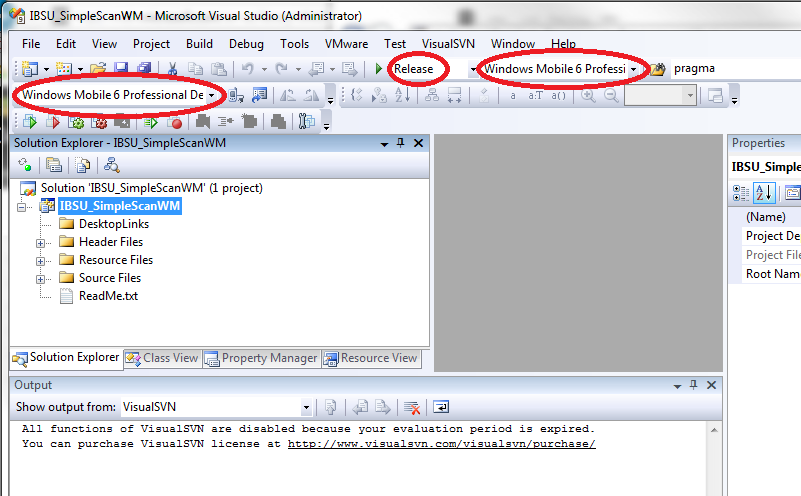 IBSU_SimpleScanWM - Microsoft Visual Studio (Administrator)
File Edit View Project Build Debug Tools VMware Test VisualSVN Window Help
Release Windows Mobile 6 Professi pragma
Windows Mobile 6 Professional De
a a:T a()
Solution Explorer - IBSU_SimpleScanWM
Properties
Solution 'IBSU_SimpleScanWM' (1 project)
IBSU_SimpleScanWM
DesktopLinks
Header Files
Resource Files
Source Files
ReadMe.txt
IBSU_Simple
(Name)
Project De
Project File
Root Name
Solution Explorer Class View Property Manager Resource View
Output
Show output from: VisualSVN
All functions of VisualSVN are disabled because your evaluation period is expired.
You can purchase VisualSVN license at http://www.visualsvn.com/visualsvn/purchase/